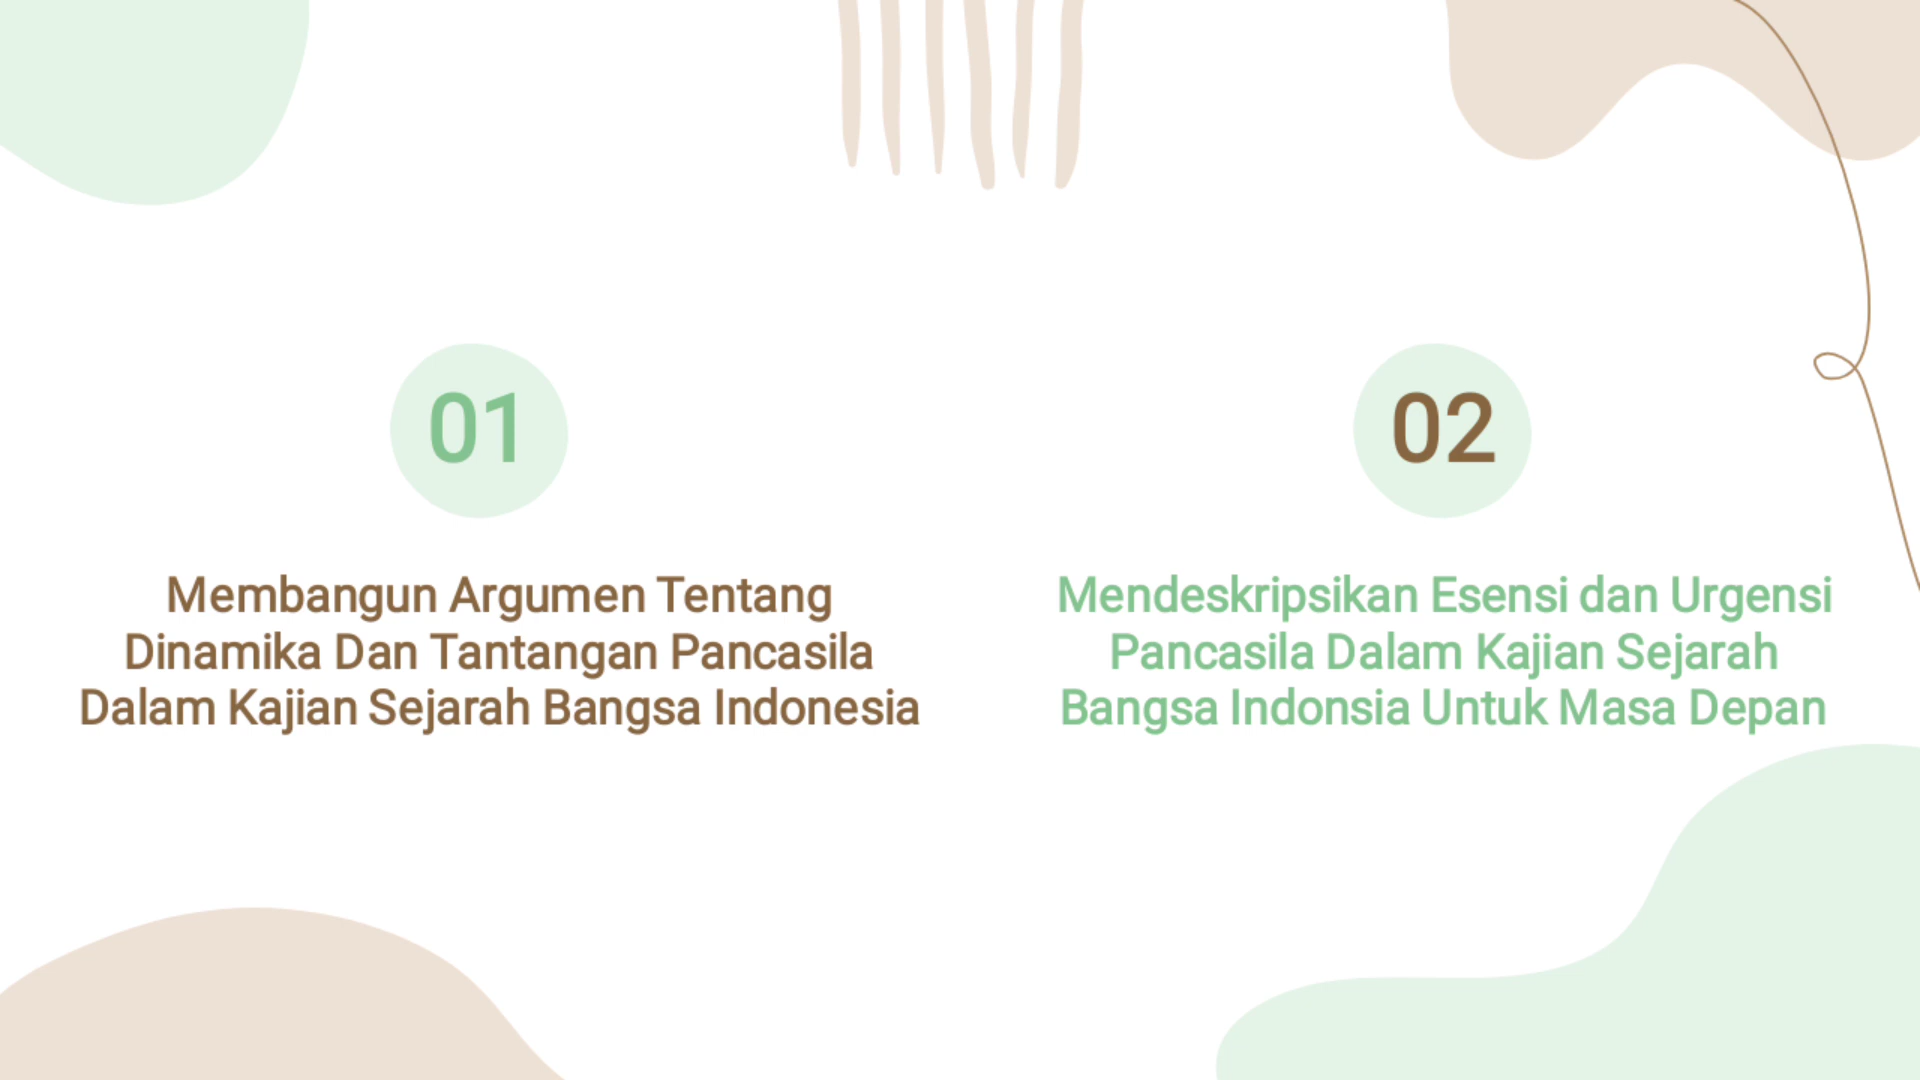 01
Membangun Argumen Tentang
Dinamika Dan Tantangan Pancasila
Dalam Kajian Sejarah Bangsa Indonesia
02
Mendeskripsikan Esensi dan Urgensi
Pancasila Dalam Kajian Sejarah
Bangsa Indonsia Untuk Masa Depan